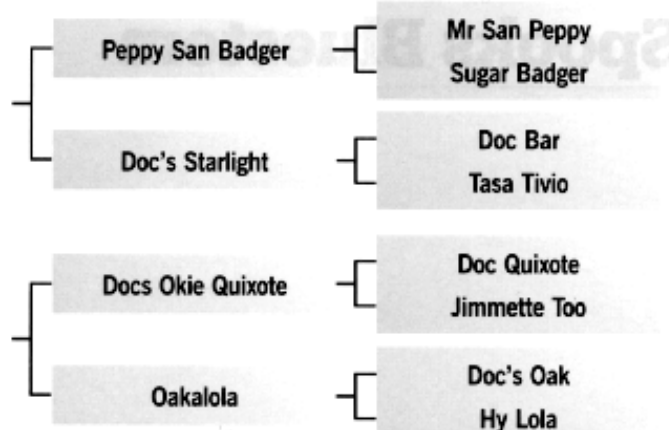 Peppy San Badger
Mr San Peppy
Sugar Badger
Doc's Starlight
Doc Bar
Tasa Tivio
Docs Okie Quixote
Doc Quixote
Jimmette Too
Oakalola
Doc's Oak
Hy Lola